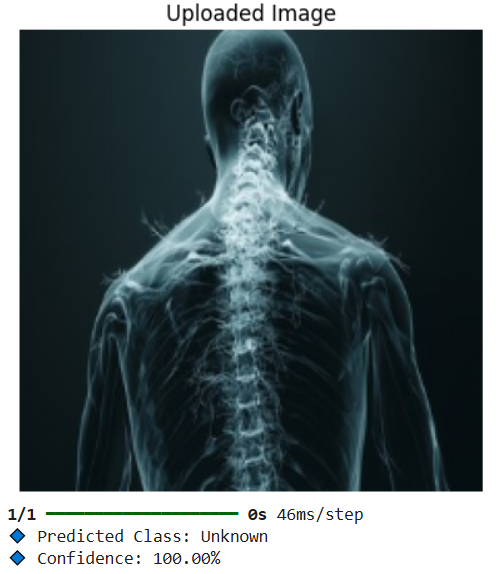 Uploaded Image
1/1 ━━━━━━━━━━━━━━━━━━━━ 0s 46ms/step
🔹 Predicted Class: Unknown
🔹 Confidence: 100.00%